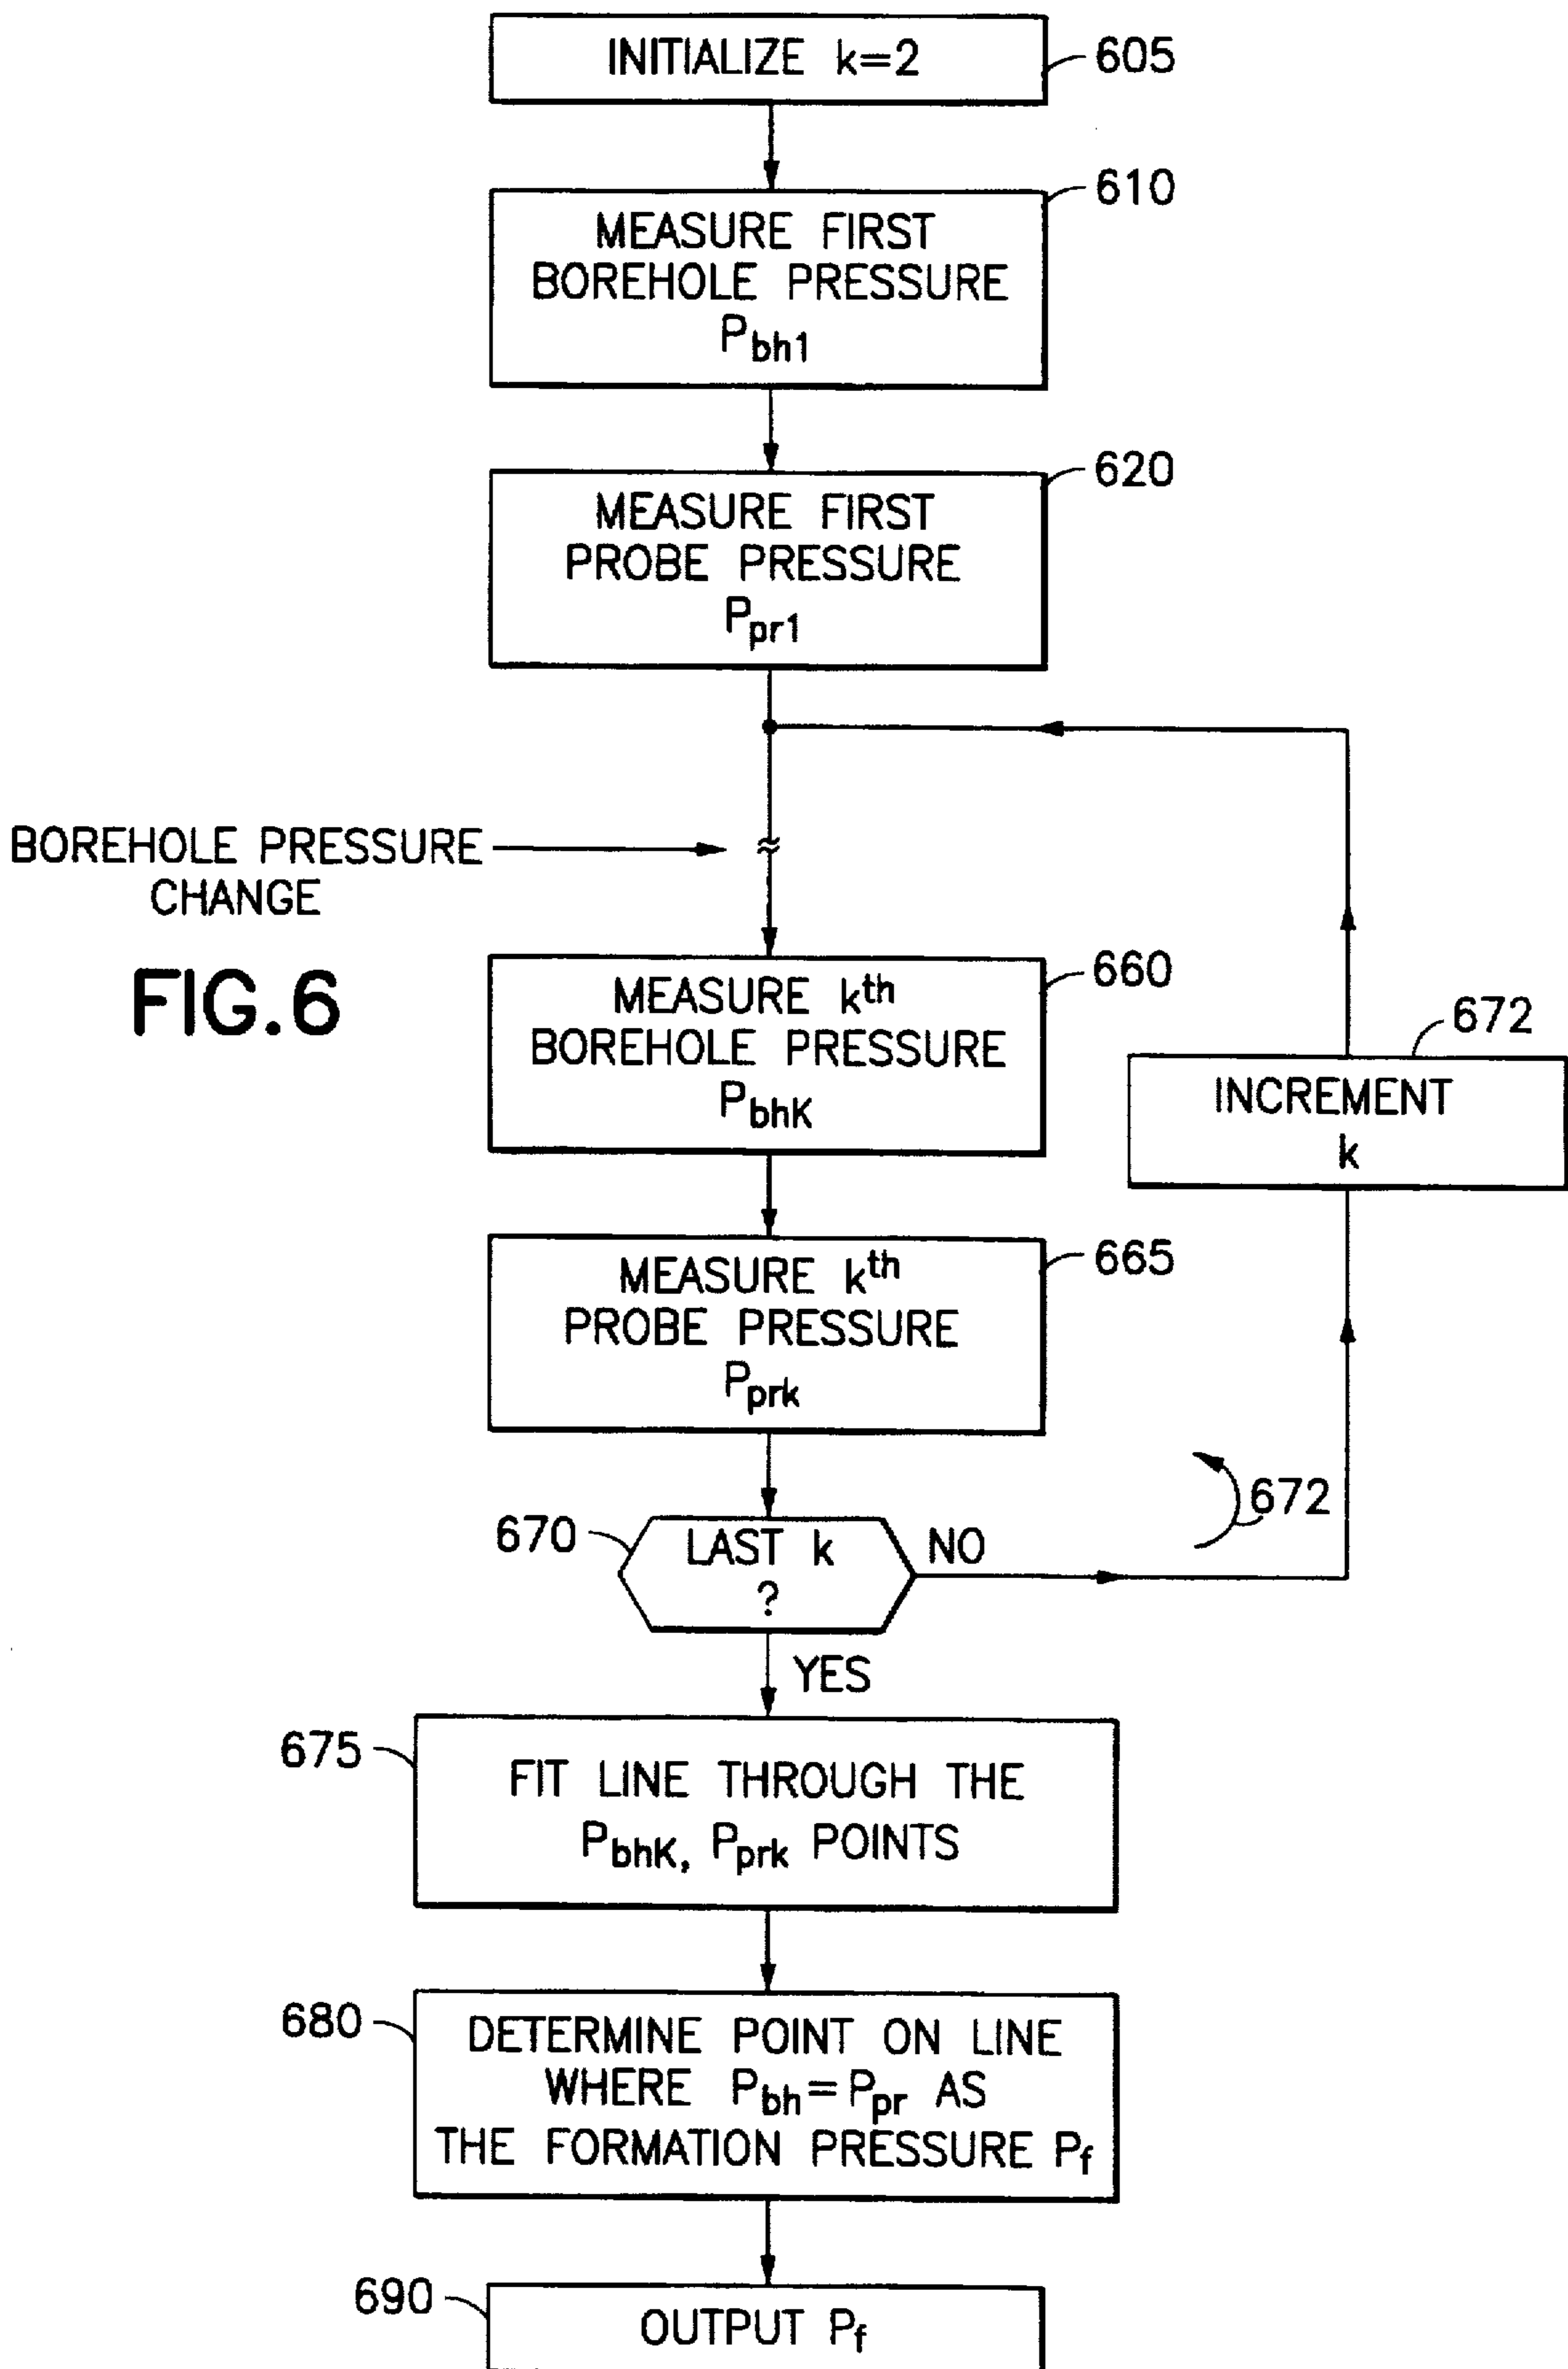 INITIALIZE k=2
605
610
MEASURE FIRST
BOREHOLE PRESSURE
Pbh1
620
MEASURE FIRST
PROBE PRESSURE
Ppr1
BOREHOLE PRESSURE
CHANGE
FIG.6
660
MEASURE kth
BOREHOLE PRESSURE
PbhK
672
INCREMENT
k
665
MEASURE kth
PROBE PRESSURE
Pprk
672
670
LAST k
?
NO
YES
675
FIT LINE THROUGH THE
PbhK, Pprk POINTS
680
DETERMINE POINT ON LINE
WHERE Pbh=Ppr AS
THE FORMATION PRESSURE Pf
690
OUTPUT Pf